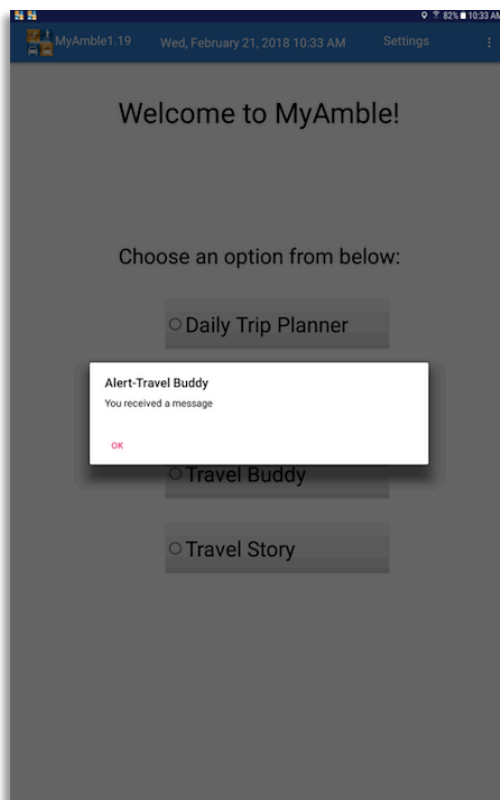 82% 10:33 AM
MyAmble1.19 Wed, February 21, 2018 10:33 AM Settings
Welcome to MyAmble!
Choose an option from below:
Daily Trip Planner
Alert-Travel Buddy
You received a message
OK
Travel Buddy
Travel Story